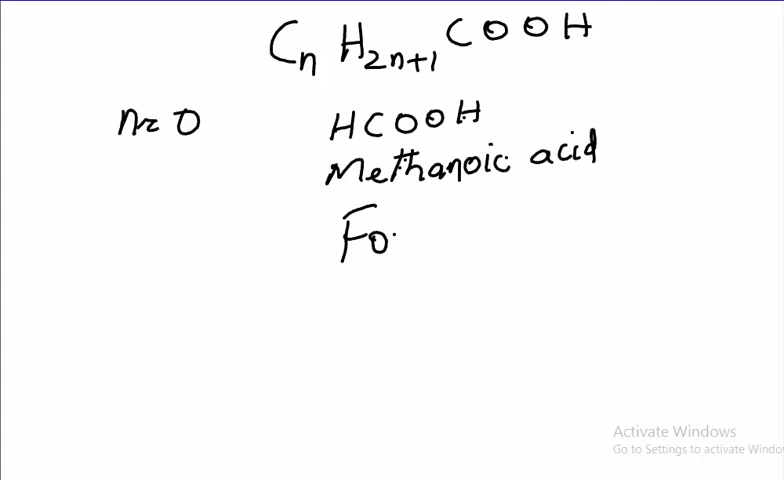 CnH2n+1COOH
n= 0 HCOOH
Methanoic acid
Fo
Activate Windows
Go to Settings to activate Windo